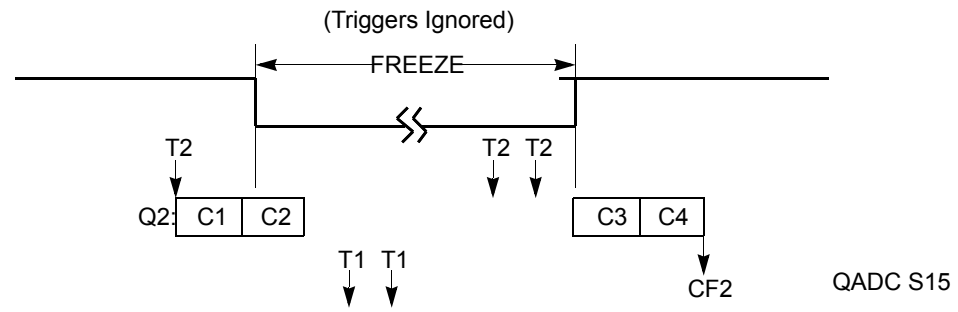 (Triggers Ignored)
FREEZE
T2
T2 T2
Q2: C1 C2
C3 C4
T1 T1
CF2
QADC S15